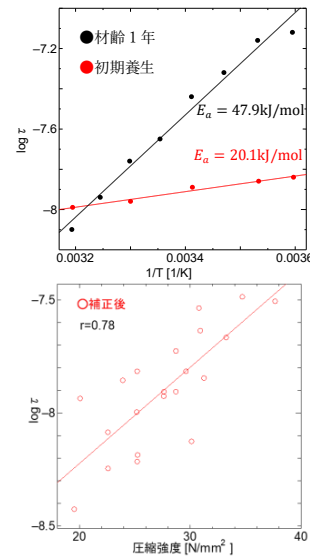 ●材齢１年
●初期養生
E_a = 47.9kJ/mol
E_a = 20.1kJ/mol
-7.2
-7.6
-8
log τ
0.0032
0.0034
0.0036
1/T [1/K]
○補正後
r=0.78
-7.5
-8
-8.5
log τ
20
30
40
圧縮強度 [N/mm²]